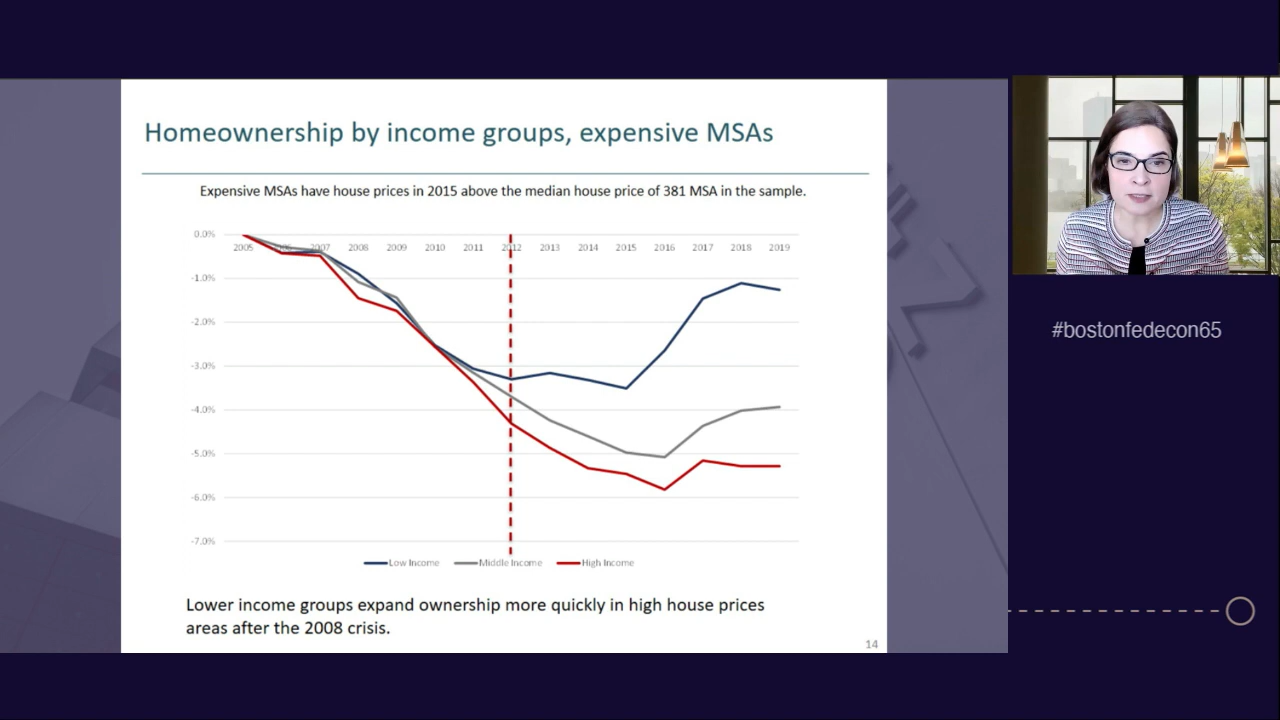 Homeownership by income groups, expensive MSAs
Expensive MSAs have house prices in 2015 above the median house price of 381 MSA in the sample.
0.0%
2005 2006 2007 2008 2009 2010 2011 2012 2013 2014 2015 2016 2017 2018 2019
-1.0%
-2.0%
-3.0%
-4.0%
-5.0%
-6.0%
-7.0%
Low Income Middle Income High Income
Lower income groups expand ownership more quickly in high house prices
areas after the 2008 crisis.
14
#bostonfedecon65